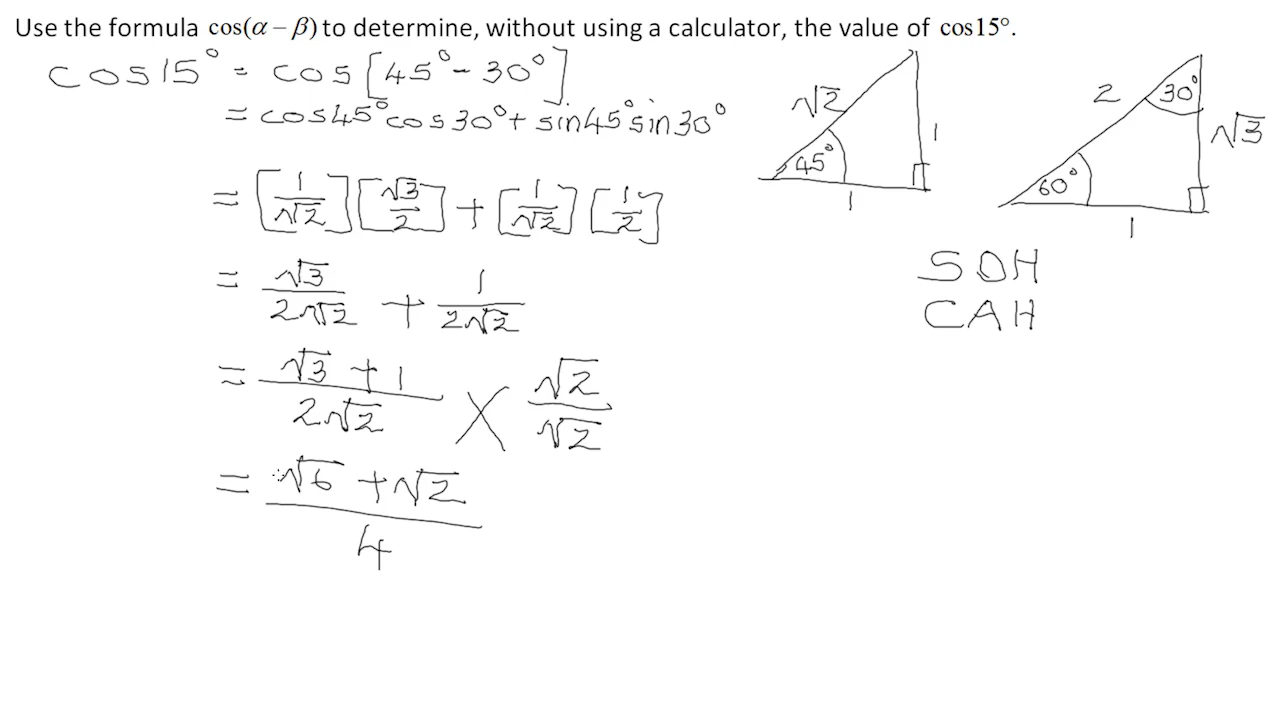 Use the formula cos(α – β) to determine, without using a calculator, the value of cos15°.
cos15° = cos[45° – 30°]
= cos45°cos30° + sin45°sin30°
= [1/√2][√3/2] + [1/√2][1/2]
= √3/2√2 + 1/2√2
= √3 + 1/2√2 × √2/√2
= √6 + √2/4
√2
45°
1
1
2
30°
√3
60°
1
SOH
CAH